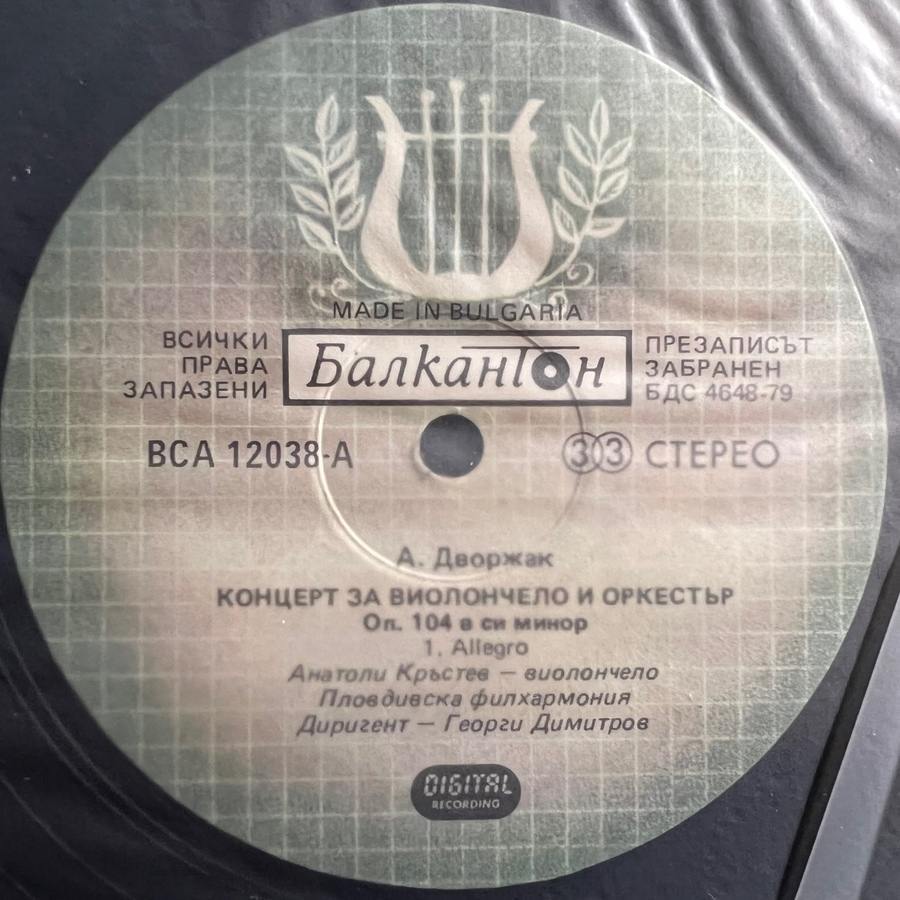 MADE IN BULGARIA
ВСИЧКИ
ПРАВА
ЗАПАЗЕНИ
Балкантон
ПРЕЗАПИСЪТ
ЗАБРАНЕН
БДС 4648-79
ВСА 12038-А
33 СТЕРЕО
А. Дворжак
КОНЦЕРТ ЗА ВИОЛОНЧЕЛО И ОРКЕСТЪР
Оп. 104 в си минор
1. Allegro
Анатоли Кръстев — виолончело
Пловдивска филхармония
Диригент — Георги Димитров
DIGITAL
RECORDING